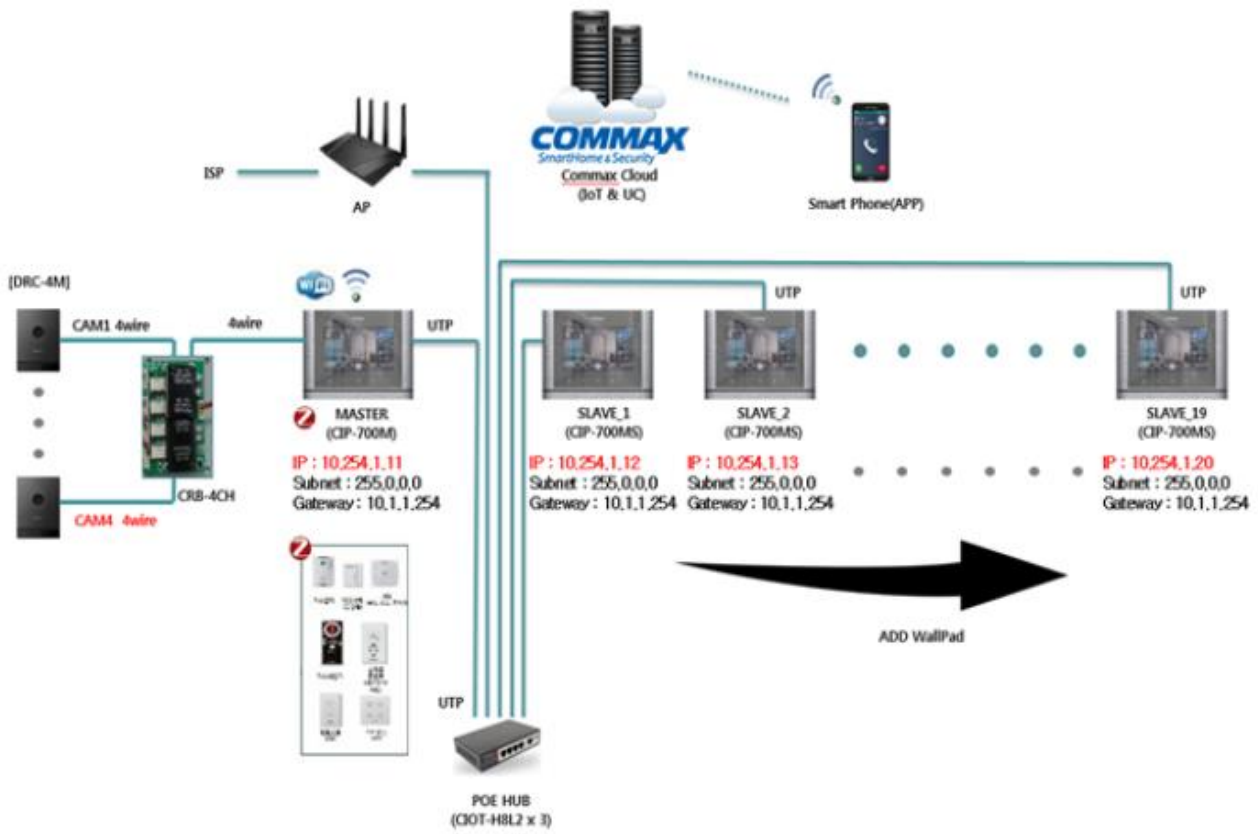 COMMAX
SmartHome & Security
Commax Cloud
(IoT & UC)
Smart Phone(APP)
ISP
AP
[DRC-4M]
CAM1 4wire
4wire
WiFi
UTP
UTP
UTP
CRB-4CH
CAM4 4wire
Z
MASTER
(CIP-700M)
IP : 10,254,1,11
Subnet : 255,0,0,0
Gateway : 10,1,1,254
SLAVE_1
(CIP-700MS)
IP : 10,254,1,12
Subnet : 255,0,0,0
Gateway : 10,1,1,254
SLAVE_2
(CIP-700MS)
IP : 10,254,1,13
Subnet : 255,0,0,0
Gateway : 10,1,1,254
SLAVE_19
(CIP-700MS)
IP : 10,254,1,20
Subnet : 255,0,0,0
Gateway : 10,1,1,254
Z
ADD WallPad
UTP
POE HUB
(CIOT-H8L2 x 3)